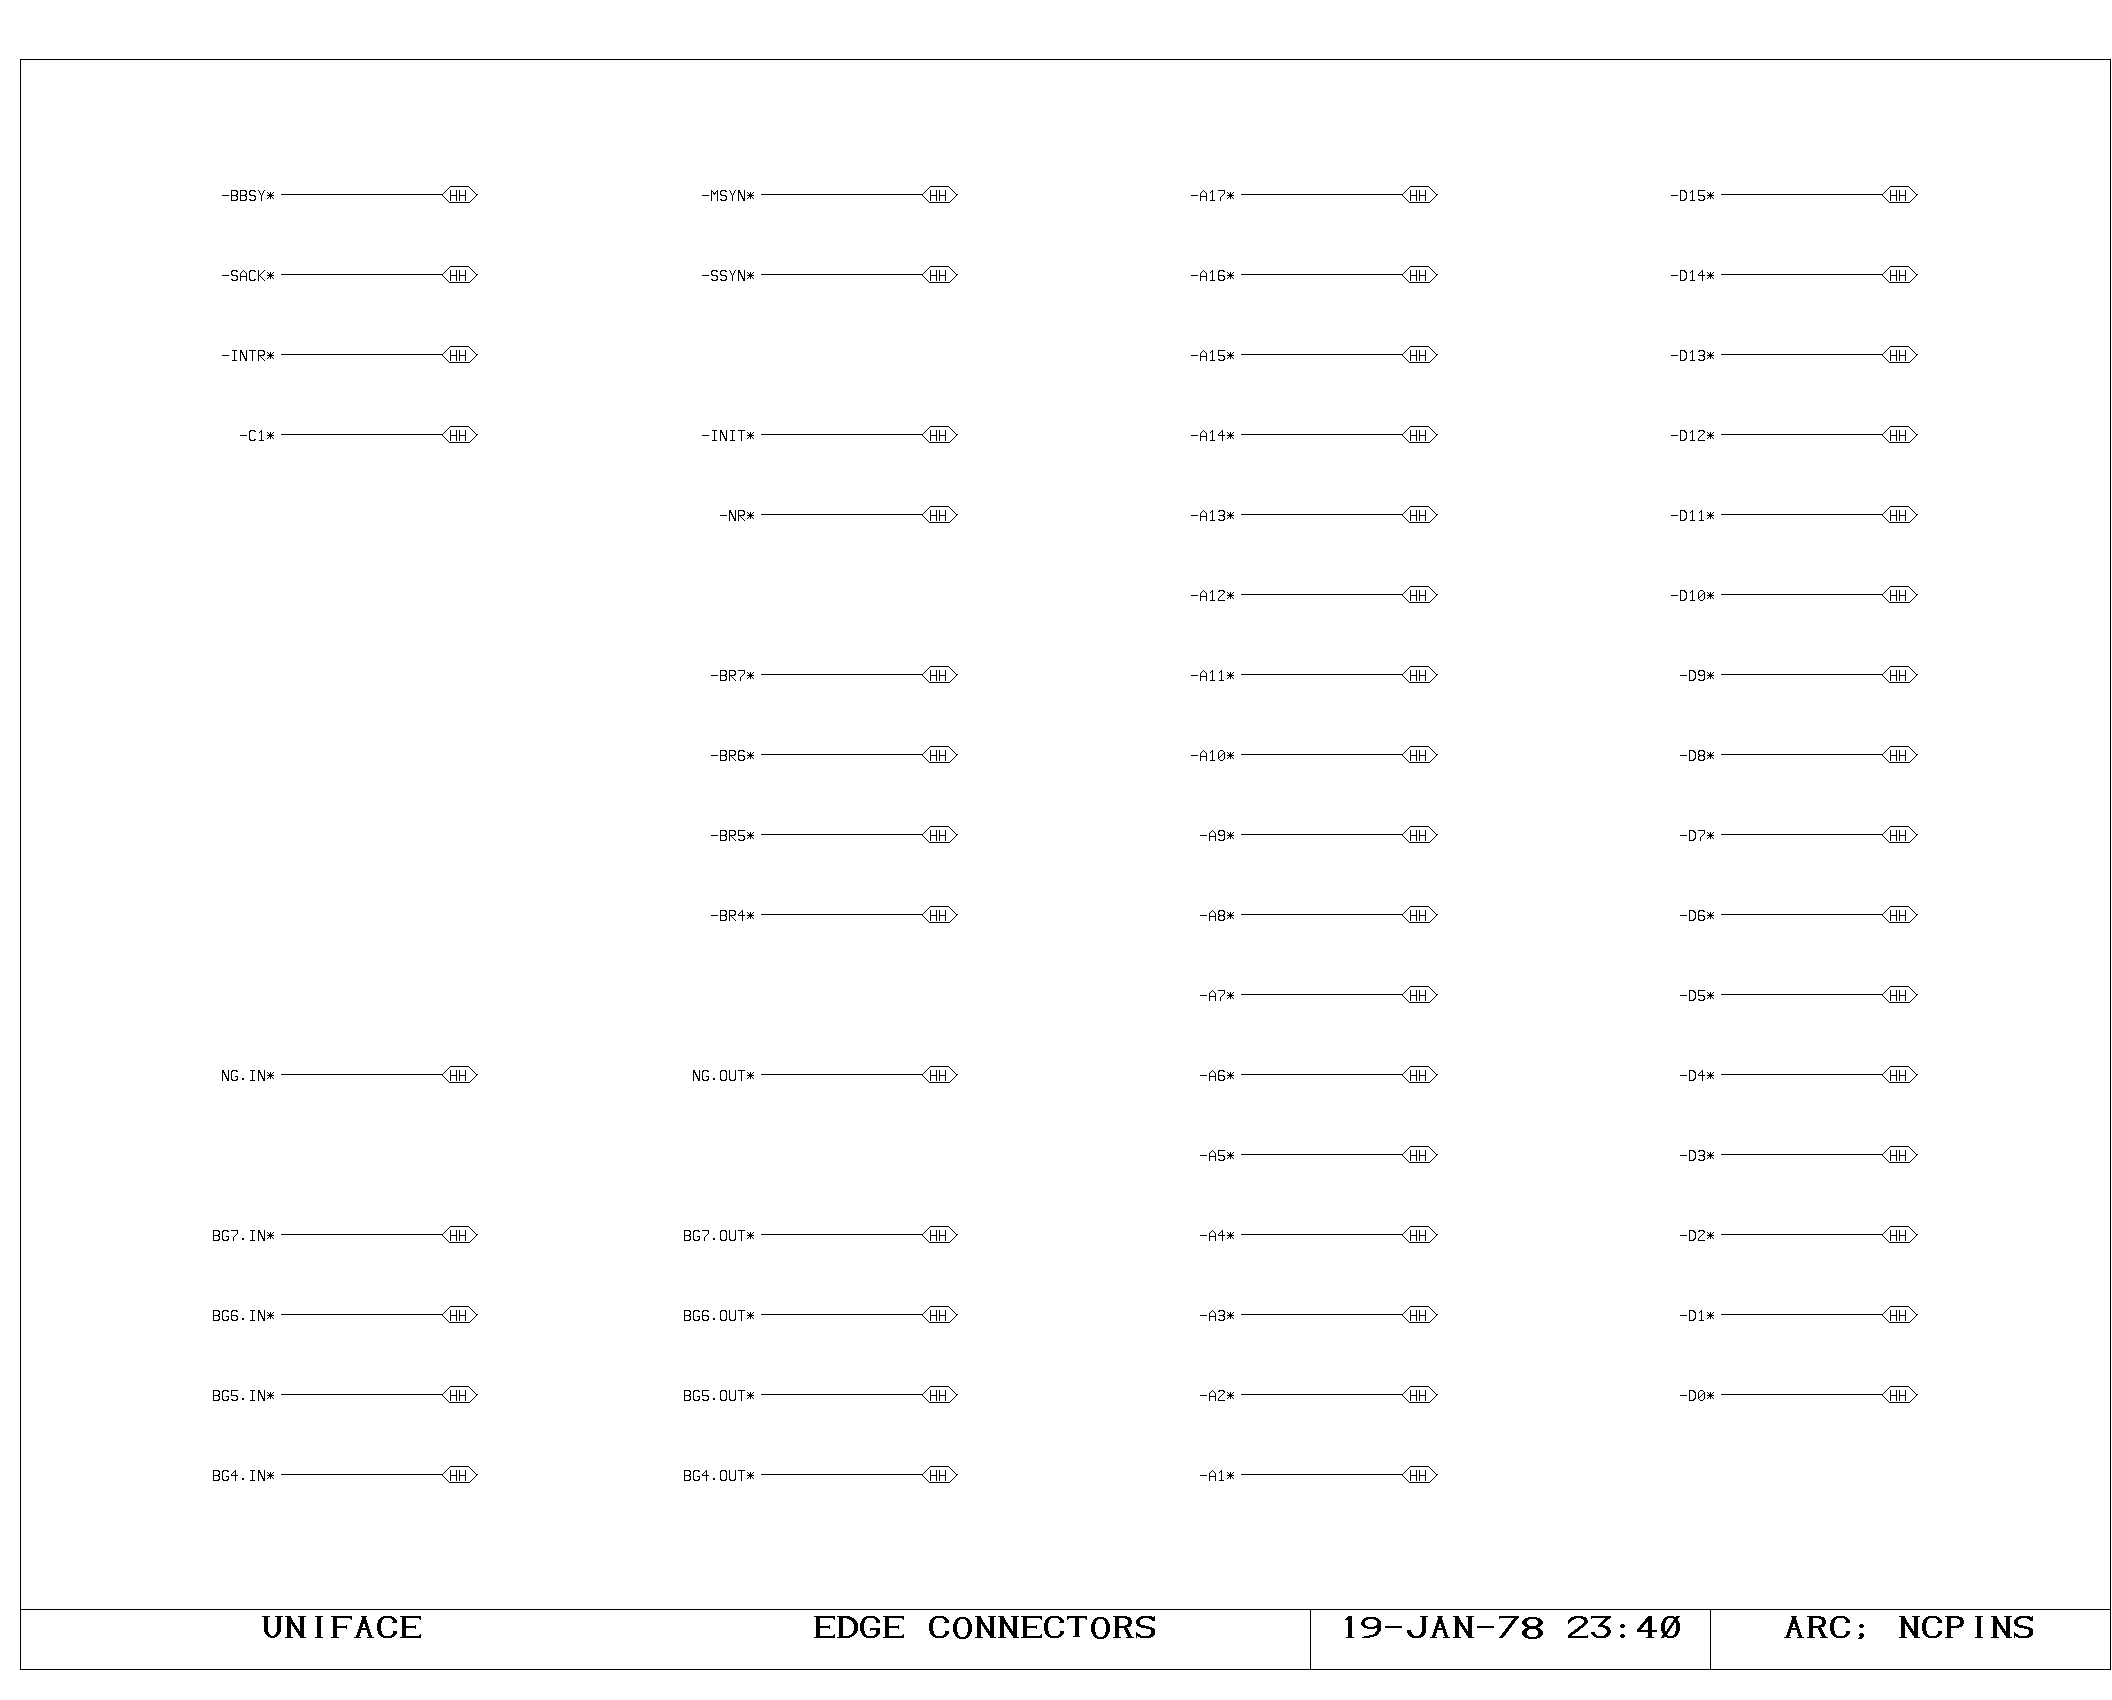 -BBSY* HH -MSYN* HH -A17* HH -D15* HH
-SACK* HH -SSYN* HH -A16* HH -D14* HH
-INTR* HH -A15* HH -D13* HH
-C1* HH -INIT* HH -A14* HH -D12* HH
-NR* HH -A13* HH -D11* HH
-A12* HH -D10* HH
-BR7* HH -A11* HH -D9* HH
-BR6* HH -A10* HH -D8* HH
-BR5* HH -A9* HH -D7* HH
-BR4* HH -A8* HH -D6* HH
-A7* HH -D5* HH
NG.IN* HH NG.OUT* HH -A6* HH -D4* HH
-A5* HH -D3* HH
BG7.IN* HH BG7.OUT* HH -A4* HH -D2* HH
BG6.IN* HH BG6.OUT* HH -A3* HH -D1* HH
BG5.IN* HH BG5.OUT* HH -A2* HH -D0* HH
BG4.IN* HH BG4.OUT* HH -A1* HH
UNIFACE EDGE CONNECTORS 19-JAN-78 23:40 ARC; NCPINS